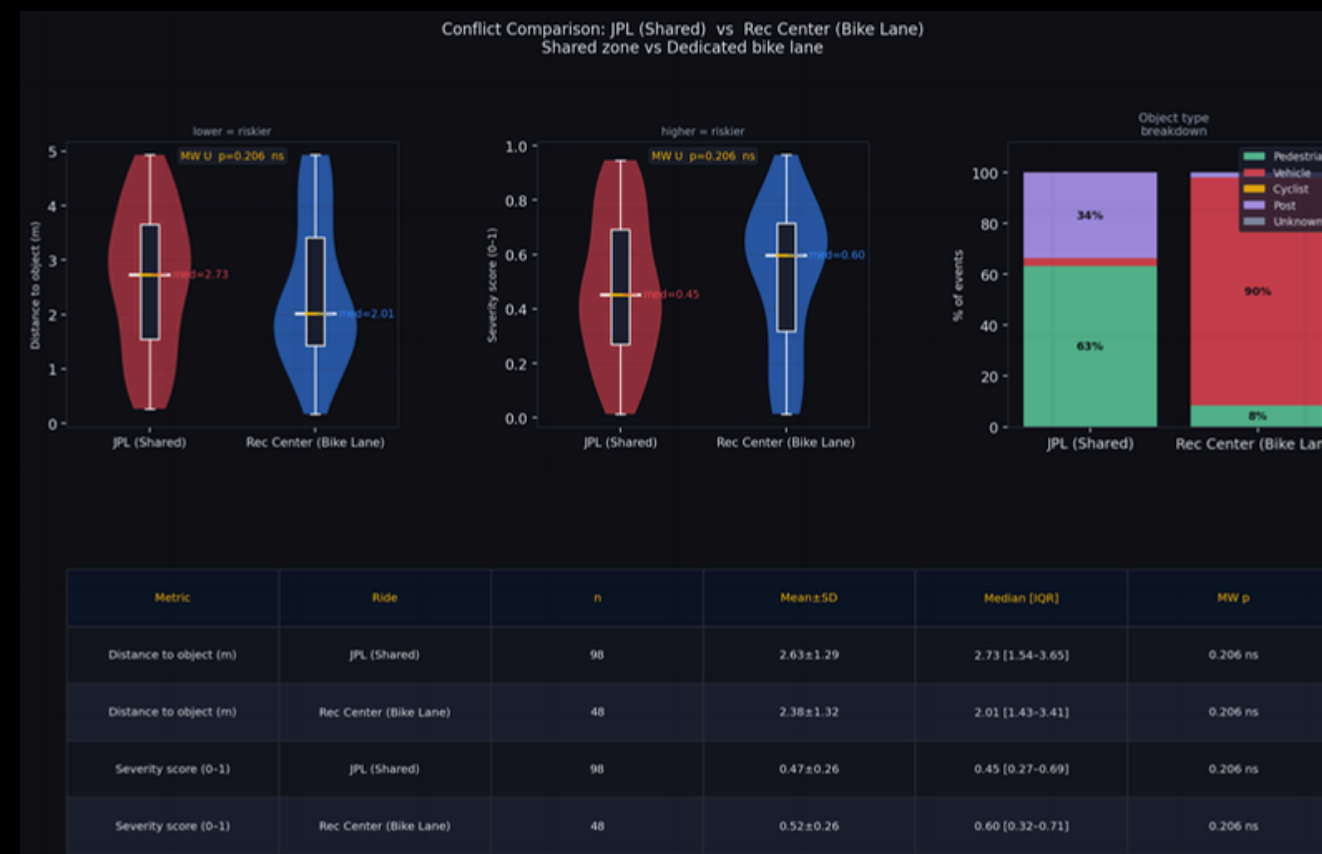 Conflict Comparison: JPL (Shared)  vs  Rec Center (Bike Lane)
Shared zone vs Dedicated bike lane
lower = riskier
MW U  p=0.206  ns
Distance to object (m)
5
4
3
2
1
0
med=2.73
med=2.01
JPL (Shared)
Rec Center (Bike Lane)
higher = riskier
MW U  p=0.206  ns
Severity score (0–1)
1.0
0.8
0.6
0.4
0.2
0.0
med=0.45
med=0.60
JPL (Shared)
Rec Center (Bike Lane)
Object type
breakdown
% of events
100
80
60
40
20
0
Pedestria
Vehicle
Cyclist
Post
Unknown
34%
63%
90%
8%
JPL (Shared)
Rec Center (Bike Lan
Metric Ride n Mean±SD Median [IQR] MW p
Distance to object (m) JPL (Shared) 98 2.63±1.29 2.73 [1.54–3.65] 0.206 ns
Distance to object (m) Rec Center (Bike Lane) 48 2.38±1.32 2.01 [1.43–3.41] 0.206 ns
Severity score (0–1) JPL (Shared) 98 0.47±0.26 0.45 [0.27–0.69] 0.206 ns
Severity score (0–1) Rec Center (Bike Lane) 48 0.52±0.26 0.60 [0.32–0.71] 0.206 ns